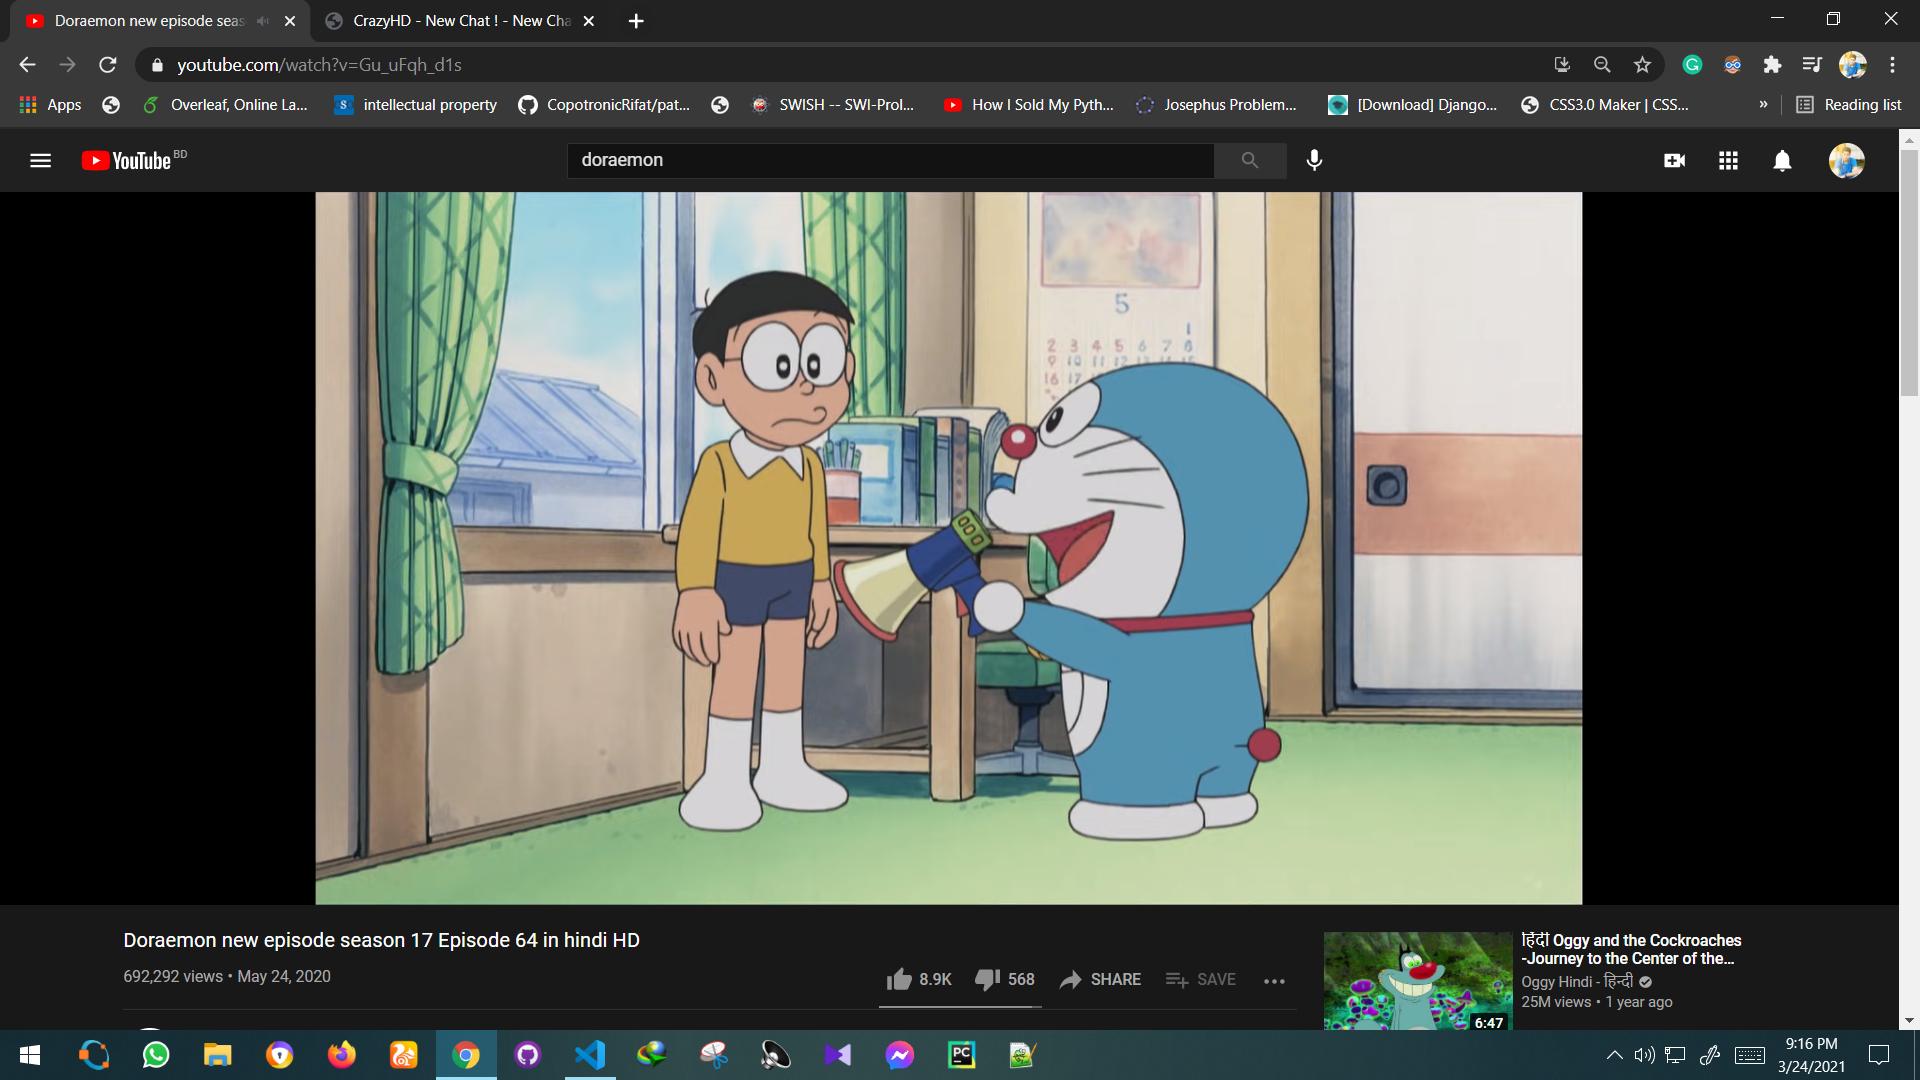 Doraemon new episode seas
CrazyHD - New Chat ! - New Cha
youtube.com/watch?v=Gu_uFqh_d1s
Apps
Overleaf, Online La...
S intellectual property
CopotronicRifat/pat...
SWISH -- SWI-Prol...
How I Sold My Pyth...
Josephus Problem...
[Download] Django...
CSS3.0 Maker | CSS...
»
Reading list
YouTube BD
doraemon
5
1
2 3 4 5 6 7 8
9 10 11 12 13 14 15
16 17
Doraemon new episode season 17 Episode 64 in hindi HD
692,292 views • May 24, 2020
8.9K
568
SHARE
SAVE
हिंदी Oggy and the Cockroaches
-Journey to the Center of the...
Oggy Hindi - हिन्दी
25M views • 1 year ago
6:47
PC
9:16 PM
3/24/2021